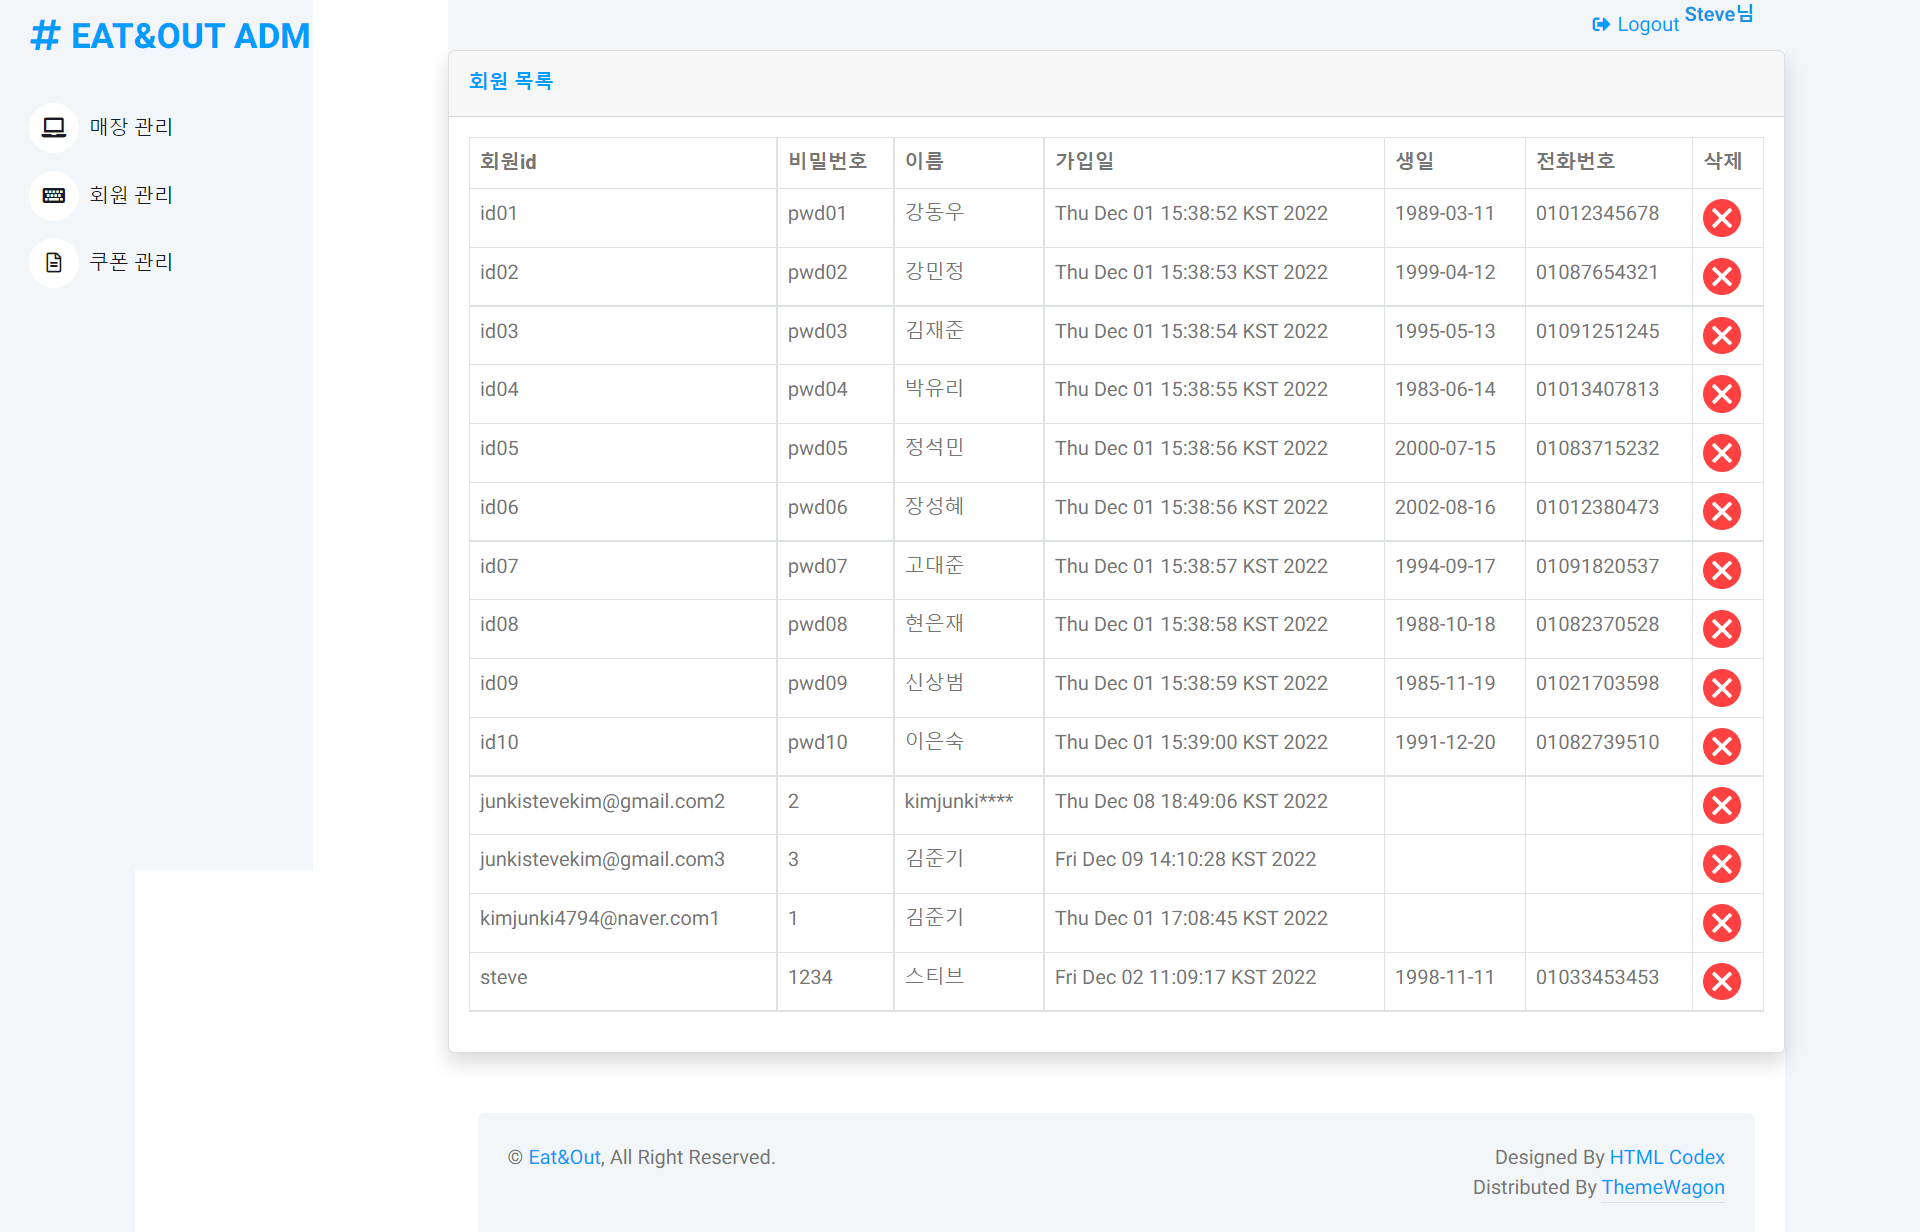 # EAT&OUT ADM
매장 관리
회원 관리
쿠폰 관리
Logout Steve님
회원 목록
회원id 비밀번호 이름 가입일 생일 전화번호 삭제
id01 pwd01 강동우 Thu Dec 01 15:38:52 KST 2022 1989-03-11 01012345678
id02 pwd02 강민정 Thu Dec 01 15:38:53 KST 2022 1999-04-12 01087654321
id03 pwd03 김재준 Thu Dec 01 15:38:54 KST 2022 1995-05-13 01091251245
id04 pwd04 박유리 Thu Dec 01 15:38:55 KST 2022 1983-06-14 01013407813
id05 pwd05 정석민 Thu Dec 01 15:38:56 KST 2022 2000-07-15 01083715232
id06 pwd06 장성혜 Thu Dec 01 15:38:56 KST 2022 2002-08-16 01012380473
id07 pwd07 고대준 Thu Dec 01 15:38:57 KST 2022 1994-09-17 01091820537
id08 pwd08 현은재 Thu Dec 01 15:38:58 KST 2022 1988-10-18 01082370528
id09 pwd09 신상범 Thu Dec 01 15:38:59 KST 2022 1985-11-19 01021703598
id10 pwd10 이은숙 Thu Dec 01 15:39:00 KST 2022 1991-12-20 01082739510
junkistevekim@gmail.com2 2 kimjunki**** Thu Dec 08 18:49:06 KST 2022
junkistevekim@gmail.com3 3 김준기 Fri Dec 09 14:10:28 KST 2022
kimjunki4794@naver.com1 1 김준기 Thu Dec 01 17:08:45 KST 2022
steve 1234 스티브 Fri Dec 02 11:09:17 KST 2022 1998-11-11 01033453453
© Eat&Out, All Right Reserved.
Designed By HTML Codex
Distributed By ThemeWagon